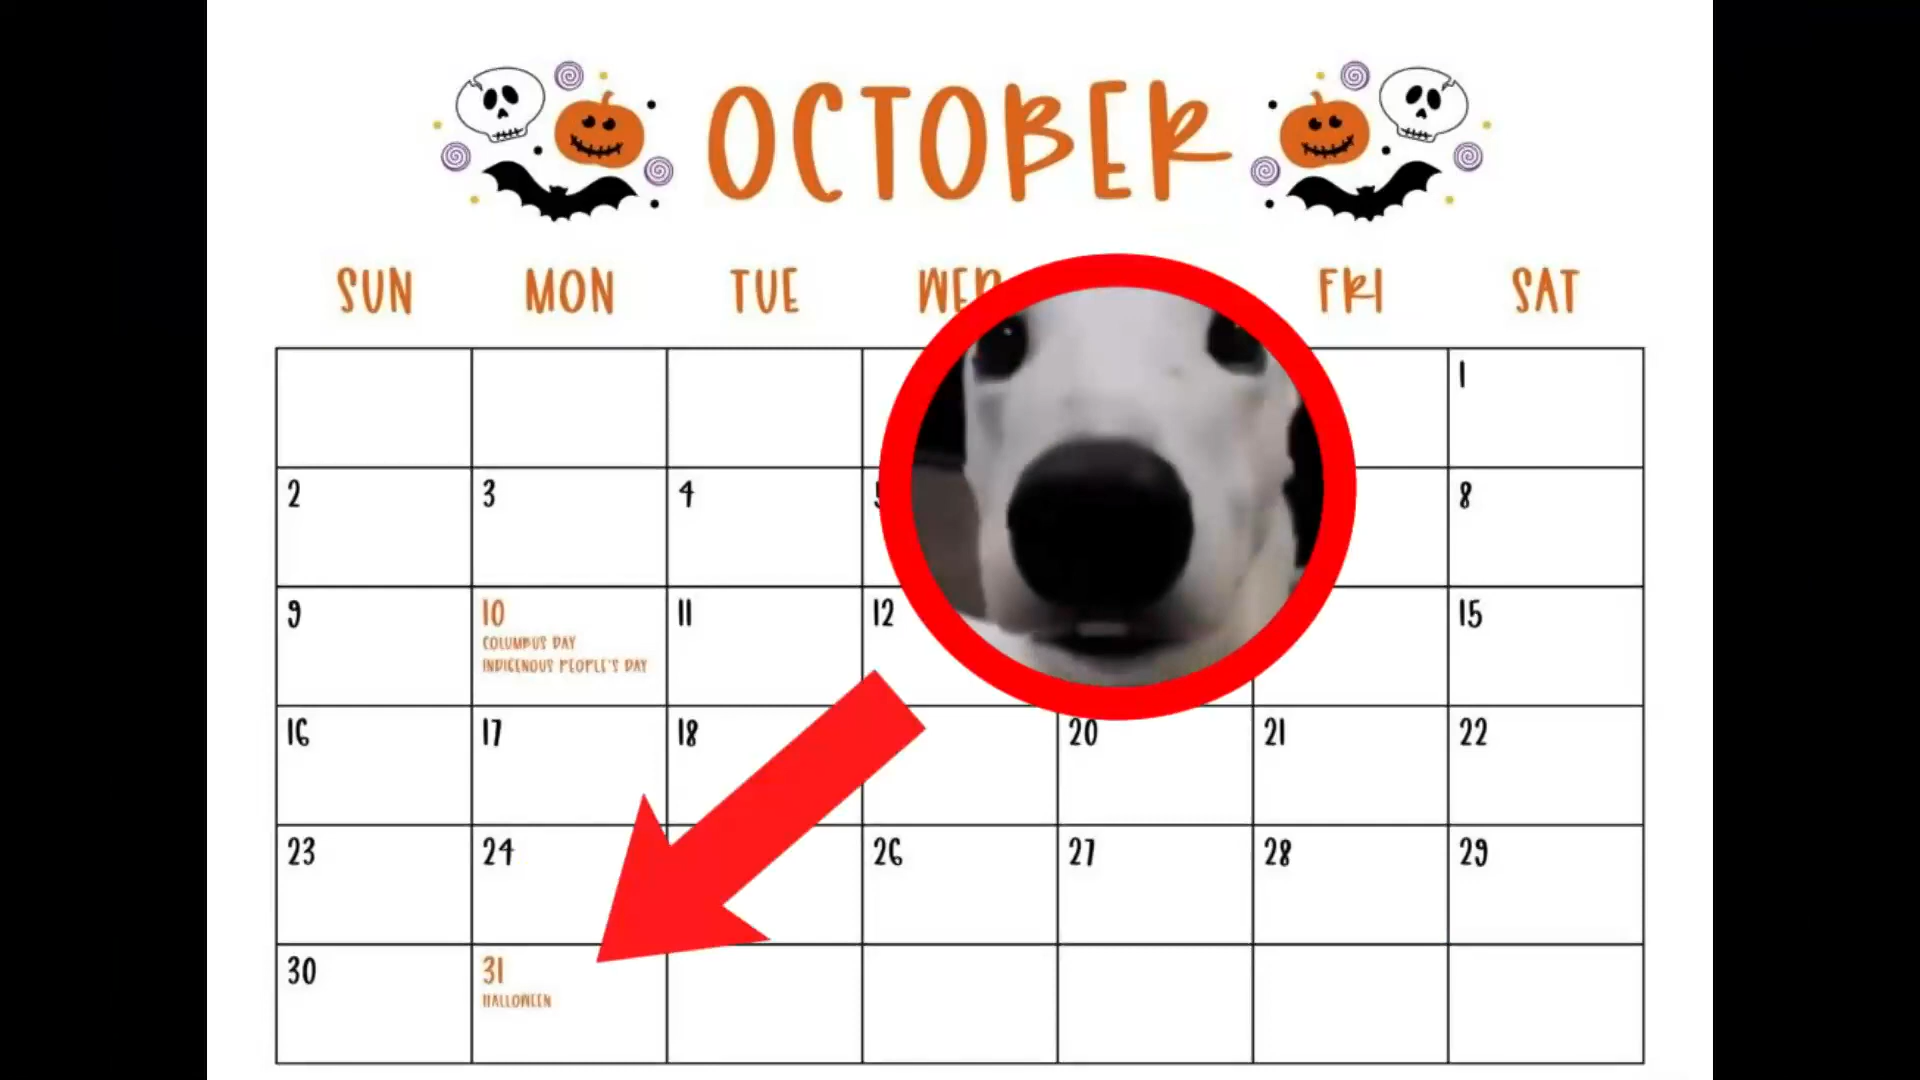 OCTOBER
SUN MON TUE WED FRI SAT
1
2 3 4 8
9 10 11 12 15
COLUMBUS DAY
INDIGENOUS PEOPLE'S DAY
16 17 18 20 21 22
23 24 26 27 28 29
30 31
HALLOWEEN